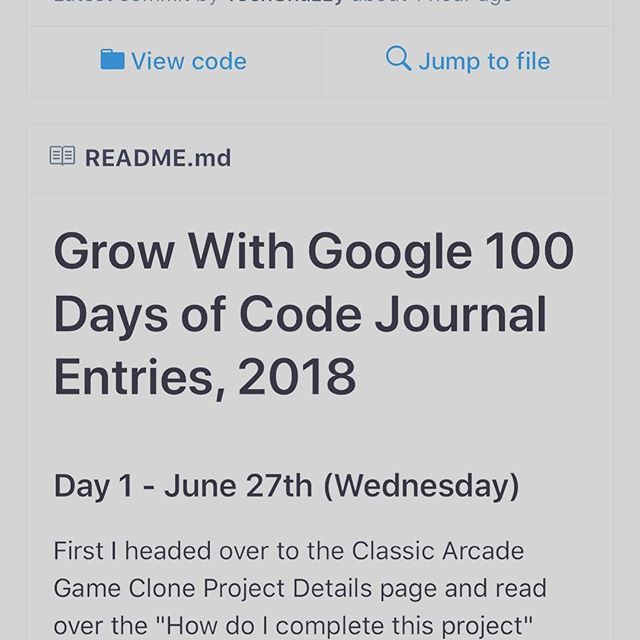 View code
Jump to file
README.md
Grow With Google 100
Days of Code Journal
Entries, 2018
Day 1 - June 27th (Wednesday)
First I headed over to the Classic Arcade
Game Clone Project Details page and read
over the "How do I complete this project"